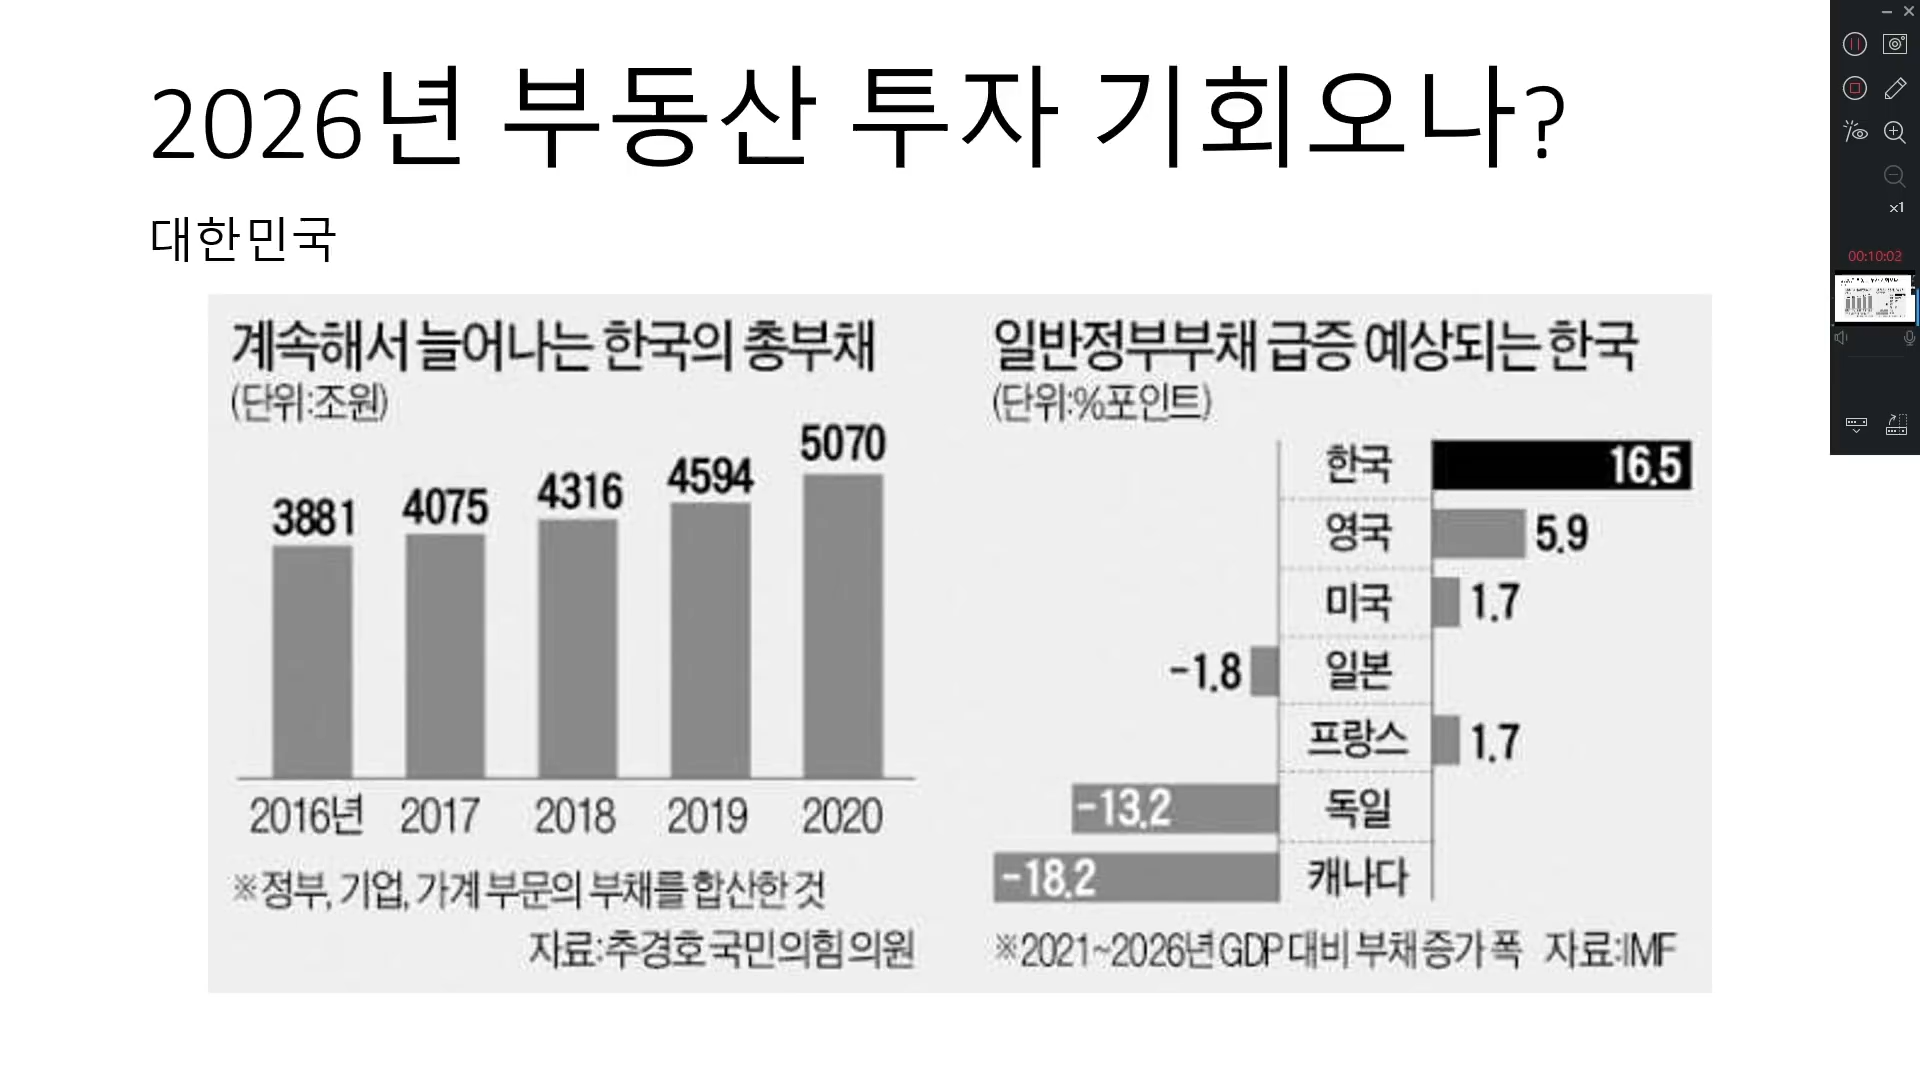 2026년 부동산 투자 기회오나?
대한민국
계속해서 늘어나는 한국의 총부채
(단위:조원)
3881
4075
4316
4594
5070
2016년
2017
2018
2019
2020
※정부, 기업, 가계 부문의 부채를 합산한 것
자료:추경호 국민의힘 의원
일반정부부채 급증 예상되는 한국
(단위:%포인트)
한국 16.5
영국 5.9
미국 1.7
-1.8 일본
프랑스 1.7
-13.2 독일
-18.2 캐나다
※2021~2026년 GDP 대비 부채 증가 폭 자료:IMF
x1
00:10:02